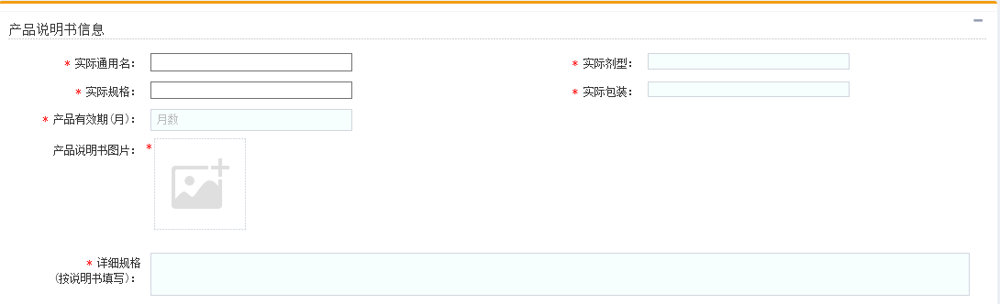 产品说明书信息
* 实际通用名：
* 实际剂型：
* 实际规格：
* 实际包装：
* 产品有效期(月)： 月数
产品说明书图片： *
* 详细规格
(按说明书填写)：